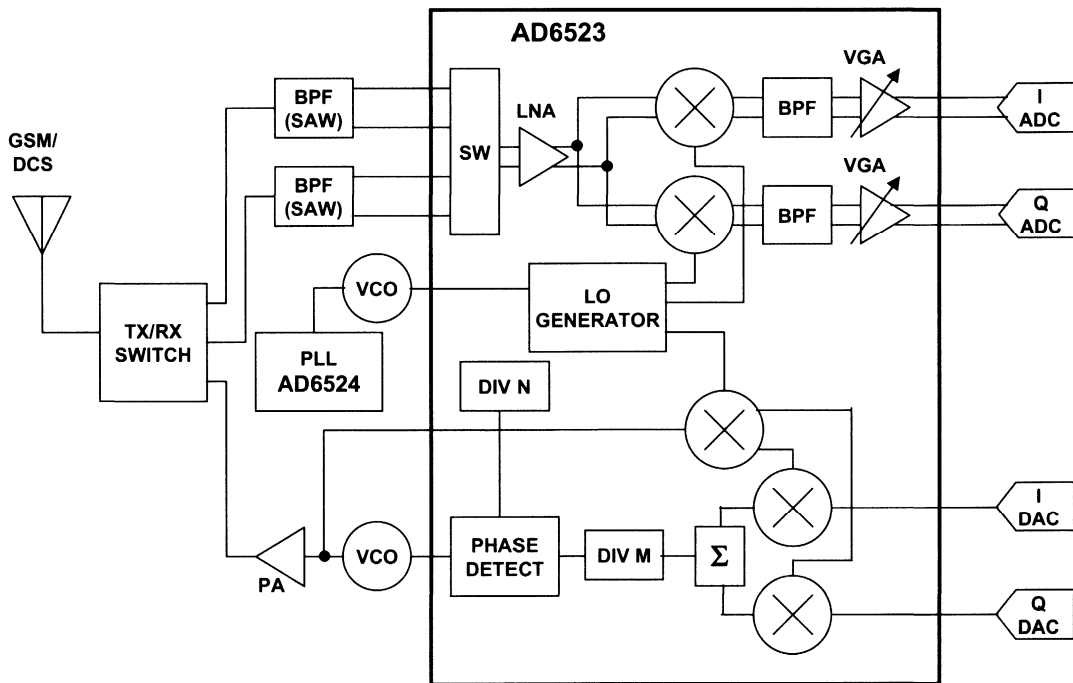 AD6523
VGA
BPF
(SAW)
BPF
I
ADC
GSM/
DCS
LNA
SW
VGA
BPF
(SAW)
BPF
Q
ADC
VCO
LO
GENERATOR
TX/RX
SWITCH
PLL
AD6524
DIV N
I
DAC
PA
VCO
PHASE
DETECT
DIV M
Σ
Q
DAC